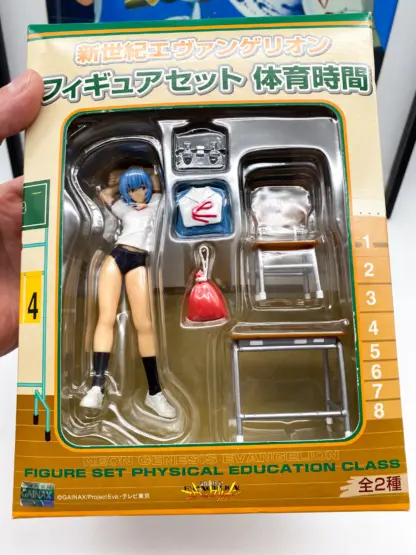 新世紀エヴァンゲリオン
フィギュアセット 体育時間
4
1
2
3
4
5
6
7
8
NEON GENESIS EVANGELION
FIGURE SET PHYSICAL EDUCATION CLASS
GAINAX
©GAINAX/Project Eva.・テレビ東京
全2種